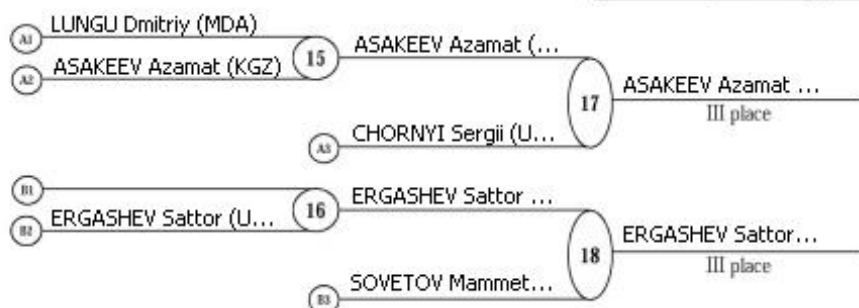 LUNGU Dmitriy (MDA)
A1
15
ASAKEEV Azamat (...
A2
ASAKEEV Azamat (KGZ)
17
ASAKEEV Azamat ...
III place
A3
CHORNYI Sergii (U...
B1
16
ERGASHEV Sattor ...
B2
ERGASHEV Sattor (U...
18
ERGASHEV Sattor...
III place
B3
SOVETOV Mammet...